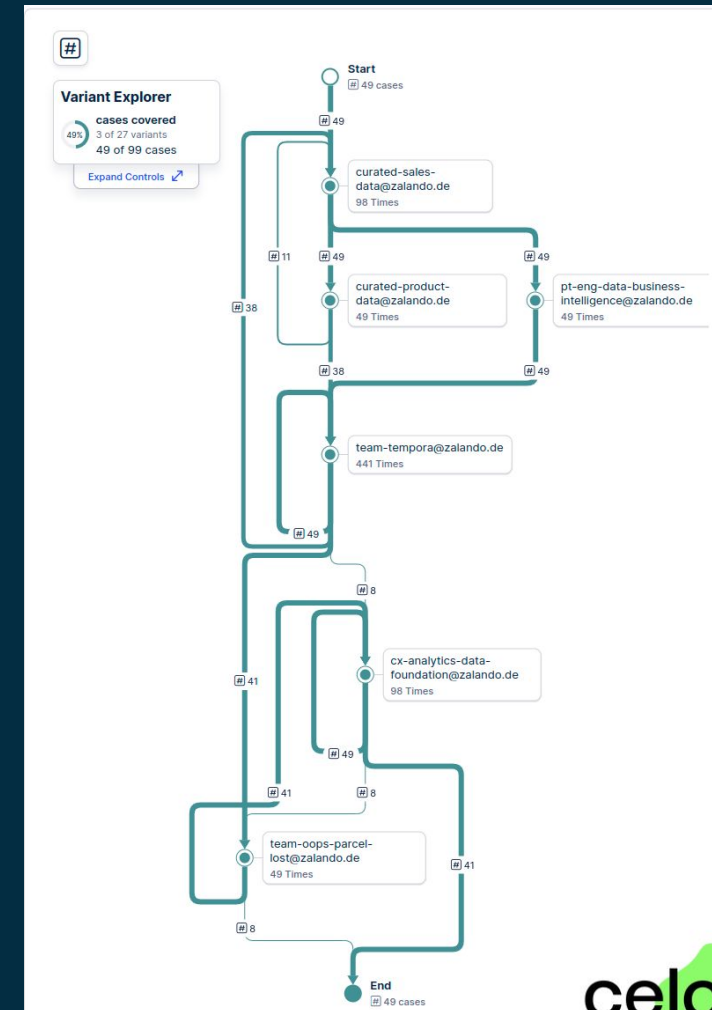 #
Start
# 49 cases
Variant Explorer
49%
cases covered
3 of 27 variants
49 of 99 cases
Expand Controls
# 49
curated-sales-
data@zalando.de
98 Times
# 11
# 49
# 49
curated-product-
data@zalando.de
49 Times
pt-eng-data-business-
intelligence@zalando.de
49 Times
# 38
# 38
# 49
team-tempora@zalando.de
441 Times
# 49
# 8
cx-analytics-data-
foundation@zalando.de
98 Times
# 41
# 49
# 41
# 8
team-oops-parcel-
lost@zalando.de
49 Times
# 41
# 8
End
# 49 cases